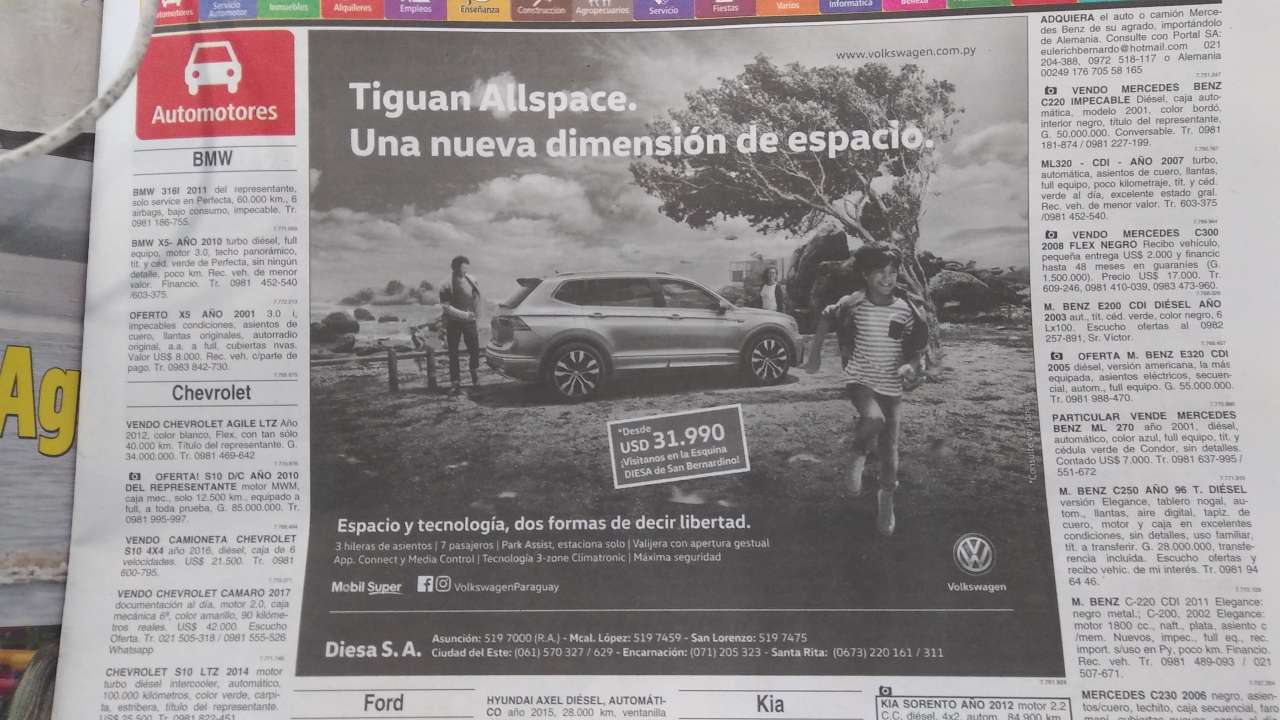 Automotores
Servicio
Automotor
Inmuebles
Alquileres
Empleos
Enseñanza
Construcción
Agropecuarios
Servicio
Fiestas
Varios
Informática
Automotores
BMW
BMW 316I 2011 del representante,
solo service en Perfecta, 60.000 km., 6
airbags, bajo consumo, impecable. Tr.
0981 186-755.
BMW X5- AÑO 2010 turbo diésel, full
equipo, motor 3.0, techo panorámico,
tit. y céd. verde de Perfecta, sin ningún
detalle, poco km. Rec. veh. de menor
valor. Financio. Tr. 0981 452-540
/603-375.
OFERTO X5 AÑO 2001 3.0 i,
impecables condiciones, asientos de
cuero, llantas originales, autorradio
original, a.a. a full, cubiertas nvas.
Valor US$ 8.000. Rec. veh. c/parte de
pago, Tr. 0983 842-730.
Chevrolet
VENDO CHEVROLET AGILE LTZ Año
2012, color blanco, Flex, con tan sólo
40.000 km. Título del representante. G.
34.000.000. Tr. 0981 469-642
OFERTA! S10 D/C AÑO 2010
DEL REPRESENTANTE motor MWM,
caja mec., solo 12.500 km., equipado a
full, a toda prueba, G. 85.000.000. Tr.
0981 995-997.
VENDO CAMIONETA CHEVROLET
S10 4X4 año 2016, diésel, caja de 6
velocidades. US$ 21.500. Tr. 0981
600-795.
VENDO CHEVROLET CAMARO 2017
documentación al día, motor 2.0, caja
mecánica 6ª, color amarillo, 90 kilóme-
tros reales. US$ 42.000. Escucho
Oferta. Tr. 021 505-318 / 0981 555-526
Whatsapp
CHEVROLET S10 LTZ 2014 motor
turbo diésel intercooler, automático,
100.000 kilómetros, color verde, carpi-
ta, estribera, título del representante.
US$ 25.500 Tr. 0981 822-451
www.volkswagen.com.py
Tiguan Allspace.
Una nueva dimensión de espacio.
*Desde
USD 31.990
¡Visitanos en la Esquina
DIESA de San Bernardino!
Espacio y tecnología, dos formas de decir libertad.
3 hileras de asientos | 7 pasajeros | Park Assist, estaciona solo | Valijera con apertura gestual
App. Connect y Media Control | Tecnología 3-zone Climatronic | Máxima seguridad
Mobil Super VolkswagenParaguay
Volkswagen
Diesa S. A.
Asunción: 519 7000 (R.A.) - Mcal. López: 519 7459 - San Lorenzo: 519 7475
Ciudad del Este: (061) 570 327 / 629 - Encarnación: (071) 205 323 - Santa Rita: (0673) 220 161 / 311
Ford
HYUNDAI AXEL DIÉSEL, AUTOMÁTI-
CO año 2015, 28.000 km, ventanilla
Kia
KIA SORENTO AÑO 2012 motor 2.2
C.C. diésel, 4x2, autom., 84.900 km.
ADQUIERA el auto o camión Merce-
des Benz de su agrado, importándolo
de Alemania. Consulte con Portal SA:
eulerichbernardo@hotmail.com 021
204-388, 0972 518-117 o Alemania
00249 176 705 58 165
VENDO MERCEDES BENZ
C220 IMPECABLE Diésel, caja auto-
mática, modelo 2001, color bordó,
interior negro, título del representante,
G. 50.000.000. Conversable. Tr. 0981
181-874 / 0981 227-199.
ML320 - CDI - AÑO 2007 turbo,
automática, asientos de cuero, llantas,
full equipo, poco kilometraje, tit. y céd.
verde al día, excelente estado gral.
Rec. veh. de menor valor. Tr. 603-375
/0981 452-540.
VENDO MERCEDES C300
2008 FLEX NEGRO Recibo vehículo,
pequeña entrega US$ 2.000 y financio
hasta 48 meses en guaraníes (G.
1.500.000). Precio US$ 17.000. Tr.
609-246, 0981 410-039, 0983 473-960.
M. BENZ E200 CDI DIÉSEL AÑO
2003 aut., tít. céd. verde, color negro, 6
Lx100. Escucho ofertas al 0982
257-891, Sr. Víctor.
OFERTA M. BENZ E320 CDI
2005 diésel, versión americana, la más
equipada, asientos eléctricos, secuen-
cial, autom., full equipo. G. 55.000.000.
Tr. 0981 988-470.
PARTICULAR VENDE MERCEDES
BENZ ML 270 año 2001, diésel,
automático, color azul, full equipo, tít. y
cédula verde de Condor, sin detalles.
Contado US$ 7.000. Tr. 0981 637-995 /
551-672
M. BENZ C250 AÑO 96 T. DIÉSEL
versión Elegance, tablero nogal, au-
tom., llantas, aire digital, tapiz. de
cuero, motor y caja en excelentes
condiciones, sin detalles, uso familiar,
tít. a transferir. G. 28.000.000, transfe-
rencia incluida. Escucho ofertas y
recibo vehic. de mi interés. Tr. 0981 94
64 46.
M. BENZ C-220 CDI 2011 Elegance:
negro metal.; C-200, 2002 Elegance:
motor 1800 cc., naft., plata, asiento c
/mem. Nuevos, impec., full eq., rec.
import. s/uso en Py, poco km. Financio.
Rec. veh. Tr. 0981 489-093 / 021
507-671.
MERCEDES C230 2006 negro, asien-
tos/cuero, techo, caja secuencial, faro
Ag